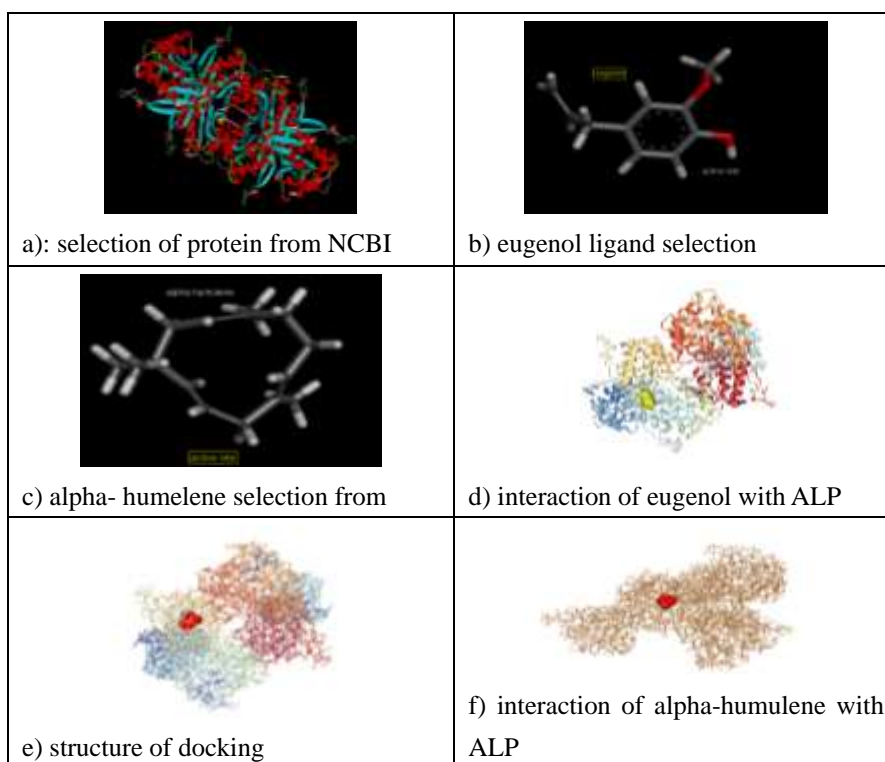 a): selection of protein from NCBI
b) eugenol ligand selection
c) alpha- humelene selection from
d) interaction of eugenol with ALP
e) structure of docking
f) interaction of alpha-humulene with
ALP